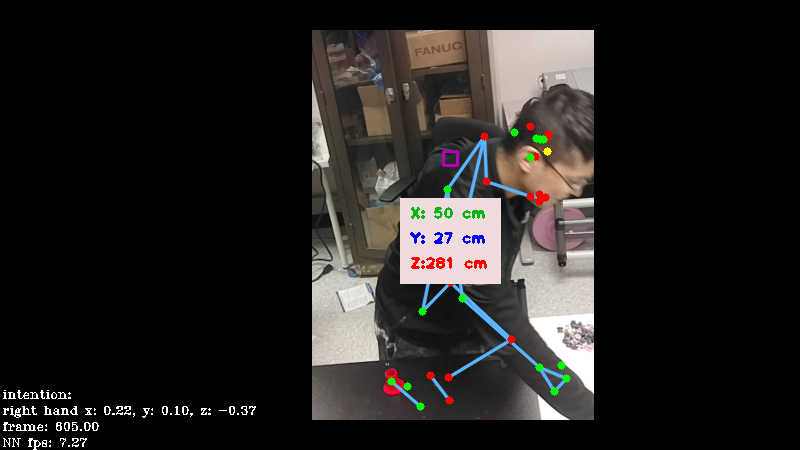 FANUC
X: 50 cm
Y: 27 cm
Z:281 cm
intention:
right hand x: 0.22, y: 0.10, z: -0.37
frame: 605.00
NN fps: 7.27